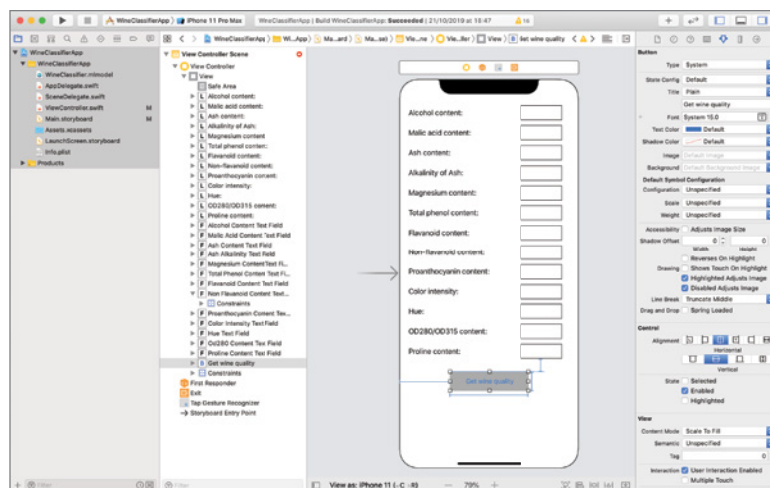 WineClassifierApp
iPhone 11 Pro Max
WineClassifierApp | Build WineClassifierApp: Succeeded | 21/10/2019 at 18:47
WineClassifierApp
WineClassifierApp
WineClassifier.mlmodel
AppDelegate.swift
SceneDelegate.swift
ViewController.swift M
Main.storyboard M
Assets.xcassets
LaunchScreen.storyboard
Info.plist
Products
Filter
View
Get wine quality
View Controller Scene
View Controller
View
Safe Area
L Alcohol content:
L Malic acid content:
L Ash content:
L Alkalinity of Ash:
L Magnesium content
L Total phenol content:
L Flavanoid content:
L Non-flavanoid content:
L Proanthocyanin conant:
L Color intensity:
L Hue:
L OD280/OD315 content:
L Proline content:
F Alcohol Content Text Field
F Malic Acid Content Text Field
F Ash Content Text Field
F Ash Alkalinity Text Field
F Magnesium ContentText Fi...
F Total Phenol Content Text Fi...
F Flavanoid Content Text Field
F Non Flavanoid Content Text...
Constraints
F Proanthocyanin Content Tex...
F Color Intensity Text Field
F Hue Text Field
F Od280 Content Tex Field
F Proline Content Text Field
B Get wine quality
Constraints
First Responder
Exit
Tap Gesture Recognizer
Storyboard Entry Point
Filter
Alcohol content:
Malic acid content:
Ash content:
Alkalinity of Ash:
Magnesium content:
Total phenol content:
Flavanoid content:
Non-flavanoid content:
Proanthocyanin content:
Color intensity:
Hue:
OD280/OD315 content:
Proline content:
Get wine quality
View as: iPhone 11 (-C -R)
79%
Button
Type System
State Config Default
Title Plain
Get wine quality
Font System 15.0
Text Color Default
Shadow Color Default
Image Default Image
Background Default Background Image
Default Symbol Configuration
Configuration Unspecified
Scale Unspecified
Weight Unspecified
Accessibility Adjusts Image Size
Shadow Offset 0 0
Width Height
Reverses On Highlight
Drawing Shows Touch On Highlight
Highlighted Adjusts Image
Disabled Adjusts Image
Line Break Truncate Middle
Drag and Drop Spring Loaded
Control
Alignment
Horizontal
Vertical
State Selected
Enabled
Highlighted
View
Content Mode Scale To Fill
Semantic Unspecified
Tag 0
Interaction User Interaction Enabled
Multiple Touch